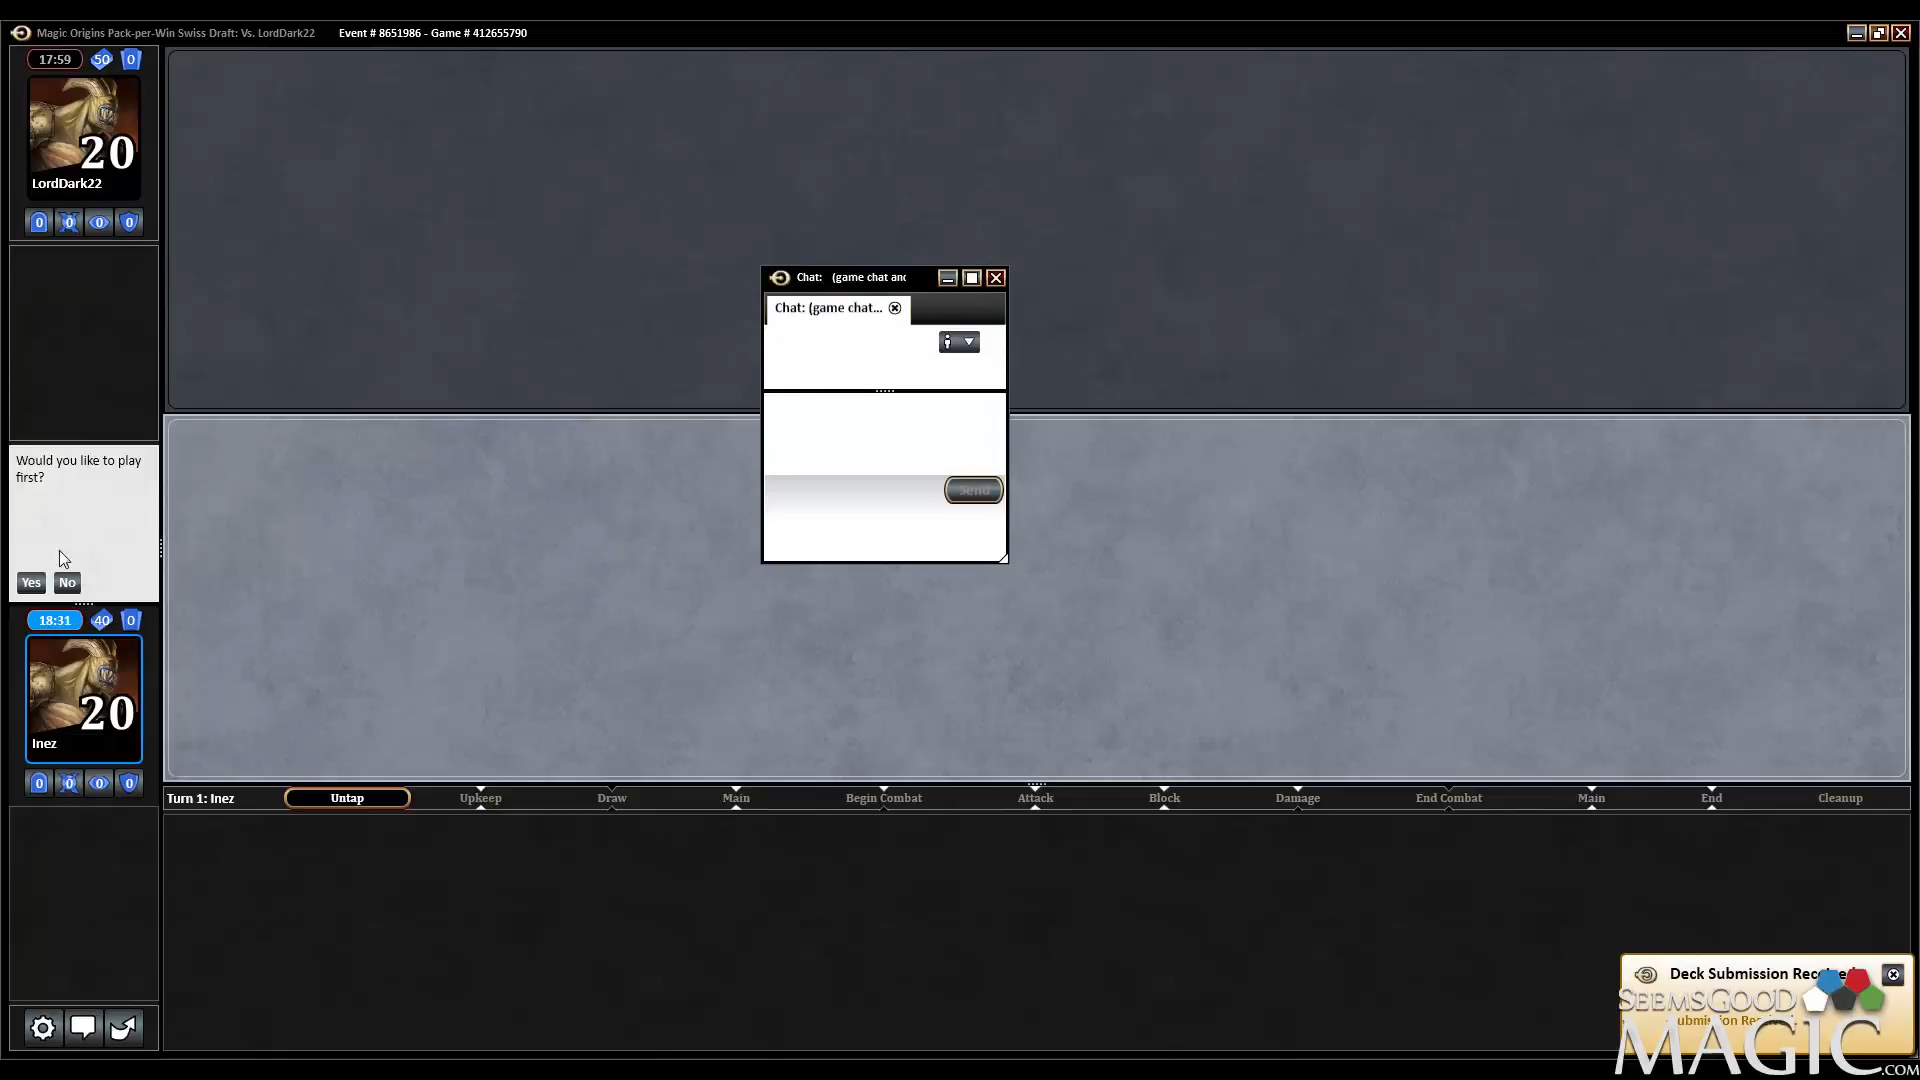 Magic Origins Pack-per-Win Swiss Draft: Vs. LordDark22 Event # 8651986 - Game # 412655790
17:59 50 0
20
LordDark22
0 0 0 0
Chat: (game chat and
Chat: (game chat...
Send
Would you like to play
first?
Yes No
18:31 40 0
20
Inez
0 0 0 0
Turn 1: Inez Untap Upkeep Draw Main Begin Combat Attack Block Damage End Combat Main End Cleanup
Deck Submission
SEEMSGOOD
MAGIC.COM